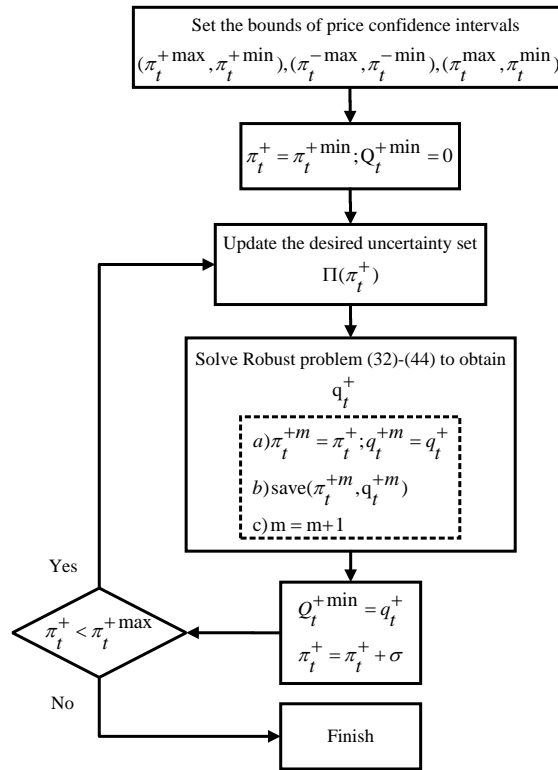 Set the bounds of price confidence intervals
(π_t^{+max}, π_t^{+min}), (π_t^{-max}, π_t^{-min}), (π_t^{max}, π_t^{min})
π_t^+ = π_t^{+min}; Q_t^{+min} = 0
Update the desired uncertainty set
Π(π_t^+)
Solve Robust problem (32)-(44) to obtain
q_t^+
a) π_t^{+m} = π_t^+; q_t^{+m} = q_t^+
b) save(π_t^{+m}, q_t^{+m})
c) m = m+1
Q_t^{+min} = q_t^+
π_t^+ = π_t^+ + σ
Yes
π_t^+ < π_t^{+max}
No
Finish